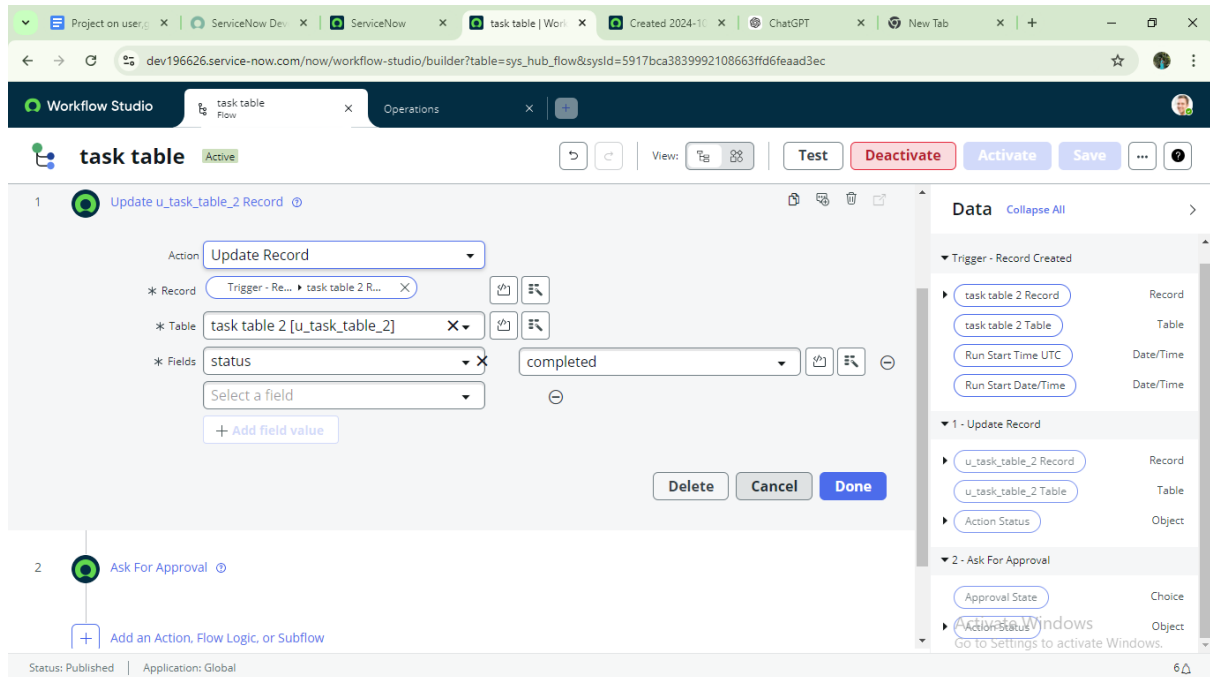 Project on user,g
ServiceNow Dev
ServiceNow
task table | Work
Created 2024-10
ChatGPT
New Tab
dev196626.service-now.com/now/workflow-studio/builder?table=sys_hub_flow&sysId=5917bca3839992108663ffd6feaad3ec
Workflow Studio
task table
Flow
Operations
task table
Active
View:
Test
Deactivate
Activate
Save
1
Update u_task_table_2 Record
Action
Update Record
* Record
Trigger - Re... ▸ task table 2 R...
* Table
task table 2 [u_task_table_2]
* Fields
status
completed
Select a field
+ Add field value
Delete
Cancel
Done
2
Ask For Approval
Add an Action, Flow Logic, or Subflow
Data
Collapse All
Trigger - Record Created
task table 2 Record
Record
task table 2 Table
Table
Run Start Time UTC
Date/Time
Run Start Date/Time
Date/Time
1 - Update Record
u_task_table_2 Record
Record
u_task_table_2 Table
Table
Action Status
Object
2 - Ask For Approval
Approval State
Choice
Action Status
Object
Activate Windows
Go to Settings to activate Windows.
Status: Published
Application: Global
6